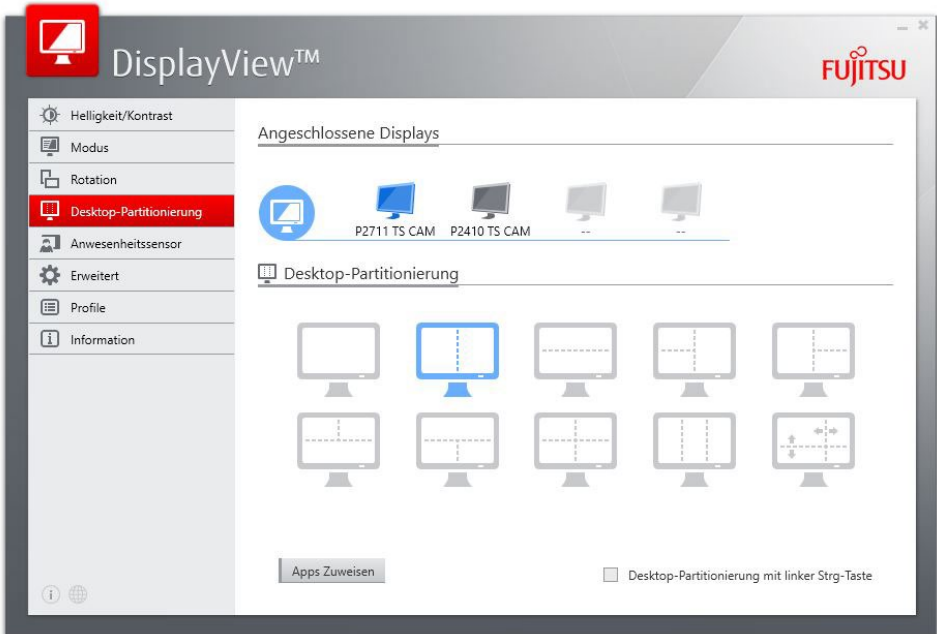 DisplayView™
FUJITSU
Helligkeit/Kontrast
Modus
Rotation
Desktop-Partitionierung
Anwesenheitssensor
Erweitert
Profile
Information
Angeschlossene Displays
P2711 TS CAM P2410 TS CAM -- --
Desktop-Partitionierung
Apps Zuweisen
Desktop-Partitionierung mit linker Strg-Taste